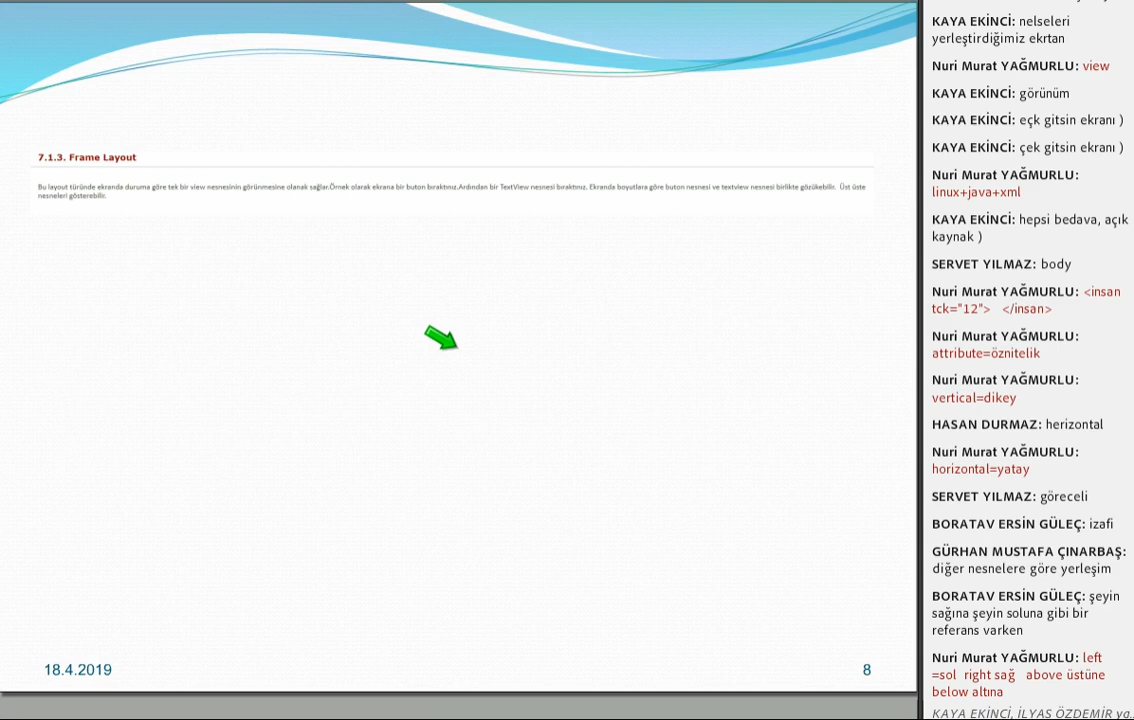 7.1.3. Frame Layout
Bu layout türünde ekranda duruma göre tek bir view nesnesinin görünmesine olanak sağlar.Örnek olarak ekrana bir buton bıraktınız.Ardından bir TextView nesnesi bıraktınız. Ekranda boyutlara göre buton nesnesi ve textview nesnesi birlikte gözükebilir. Üst üste
nesneleri gösterebilir.
18.4.2019
8
KAYA EKİNCİ: nelseleri
yerleştirdiğimiz ekrtan
Nuri Murat YAĞMURLU: view
KAYA EKİNCİ: görünüm
KAYA EKİNCİ: eçk gitsin ekranı )
KAYA EKİNCİ: çek gitsin ekranı )
Nuri Murat YAĞMURLU:
linux+java+xml
KAYA EKİNCİ: hepsi bedava, açık
kaynak )
SERVET YILMAZ: body
Nuri Murat YAĞMURLU: <insan
tck="12"> </insan>
Nuri Murat YAĞMURLU:
attribute=öznitelik
Nuri Murat YAĞMURLU:
vertical=dikey
HASAN DURMAZ: herizontal
Nuri Murat YAĞMURLU:
horizontal=yatay
SERVET YILMAZ: göreceli
BORATAV ERSİN GÜLEÇ: izafi
GÜRHAN MUSTAFA ÇINARBAŞ:
diğer nesnelere göre yerleşim
BORATAV ERSİN GÜLEÇ: şeyin
sağına şeyin soluna gibi bir
referans varken
Nuri Murat YAĞMURLU: left
=sol right sağ above üstüne
below altına
KAYA EKİNCİ, İLYAS ÖZDEMİR ya...